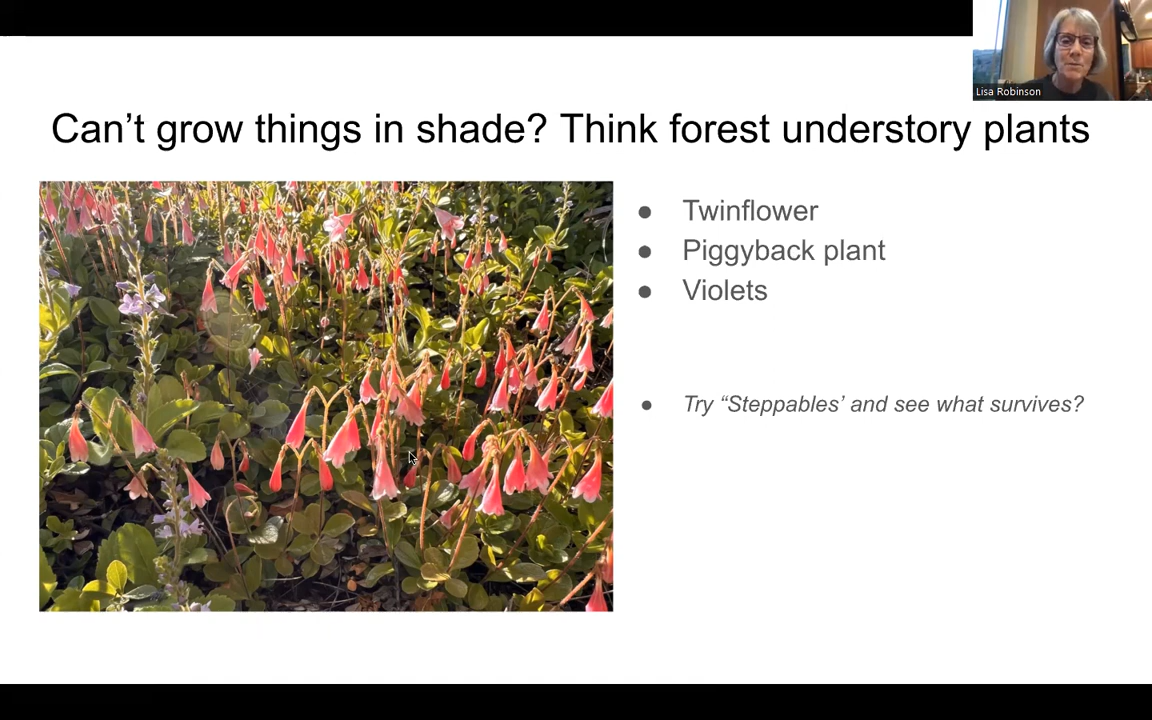 Lisa Robinson
Can’t grow things in shade? Think forest understory plants
● Twinflower
● Piggyback plant
● Violets
● Try “Steppables’ and see what survives?